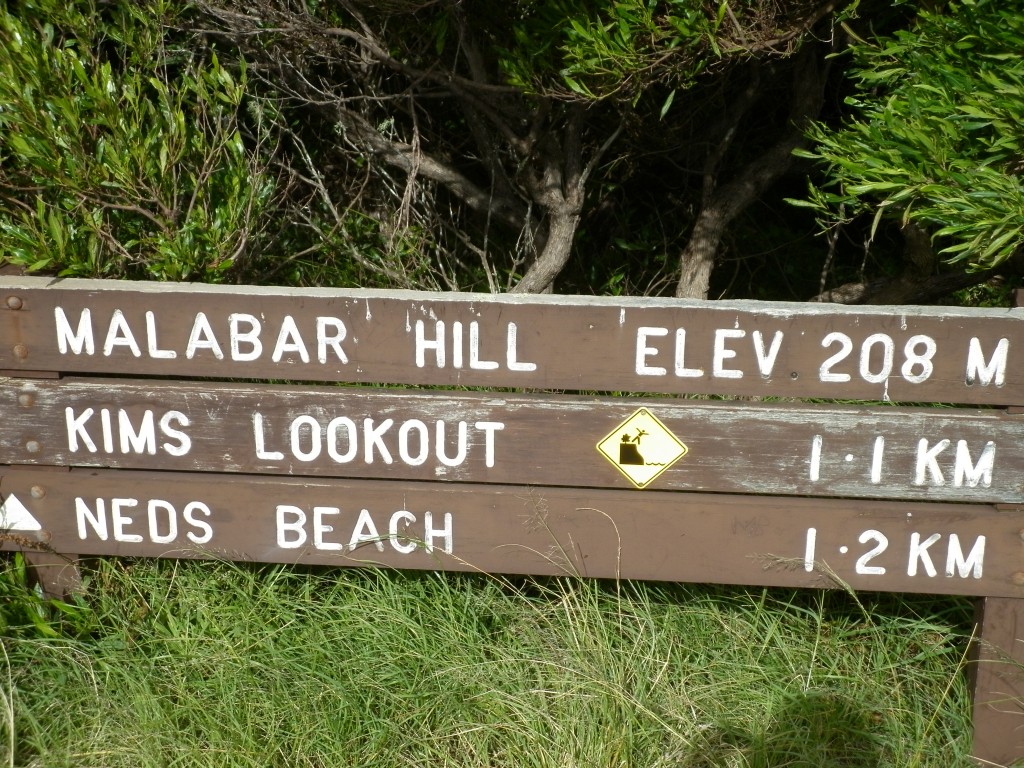 MALABAR HILL ELEV 208 M
KIMS LOOKOUT 1·1 KM
NEDS BEACH 1·2 KM